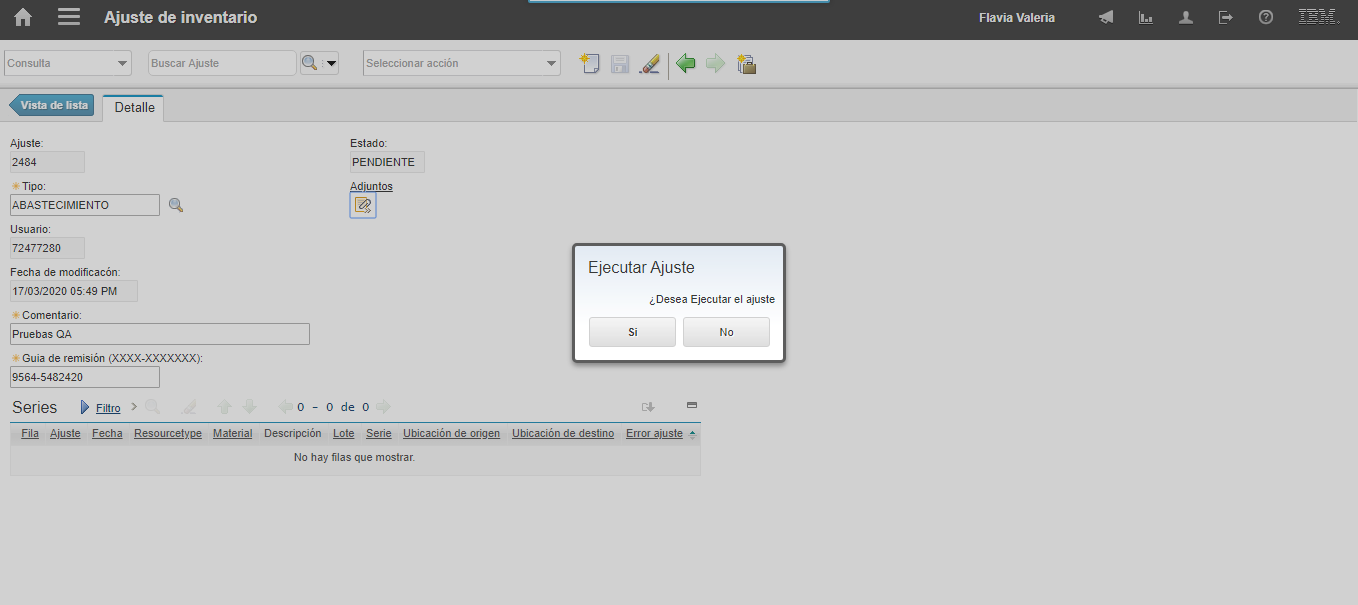 Ajuste de inventario
Flavia Valeria
IBM.
Consulta
Buscar Ajuste
Seleccionar acción
Vista de lista
Detalle
Ajuste:
2484
Estado:
PENDIENTE
Tipo:
ABASTECIMIENTO
Adjuntos
Usuario:
72477280
Fecha de modificacón:
17/03/2020 05:49 PM
Comentario:
Pruebas QA
Guia de remisión (XXXX-XXXXXXX):
9564-5482420
Ejecutar Ajuste
¿Desea Ejecutar el ajuste
Si No
Series Filtro 0 - 0 de 0
Fila Ajuste Fecha Resourcetype Material Descripción Lote Serie Ubicación de origen Ubicación de destino Error ajuste
No hay filas que mostrar.